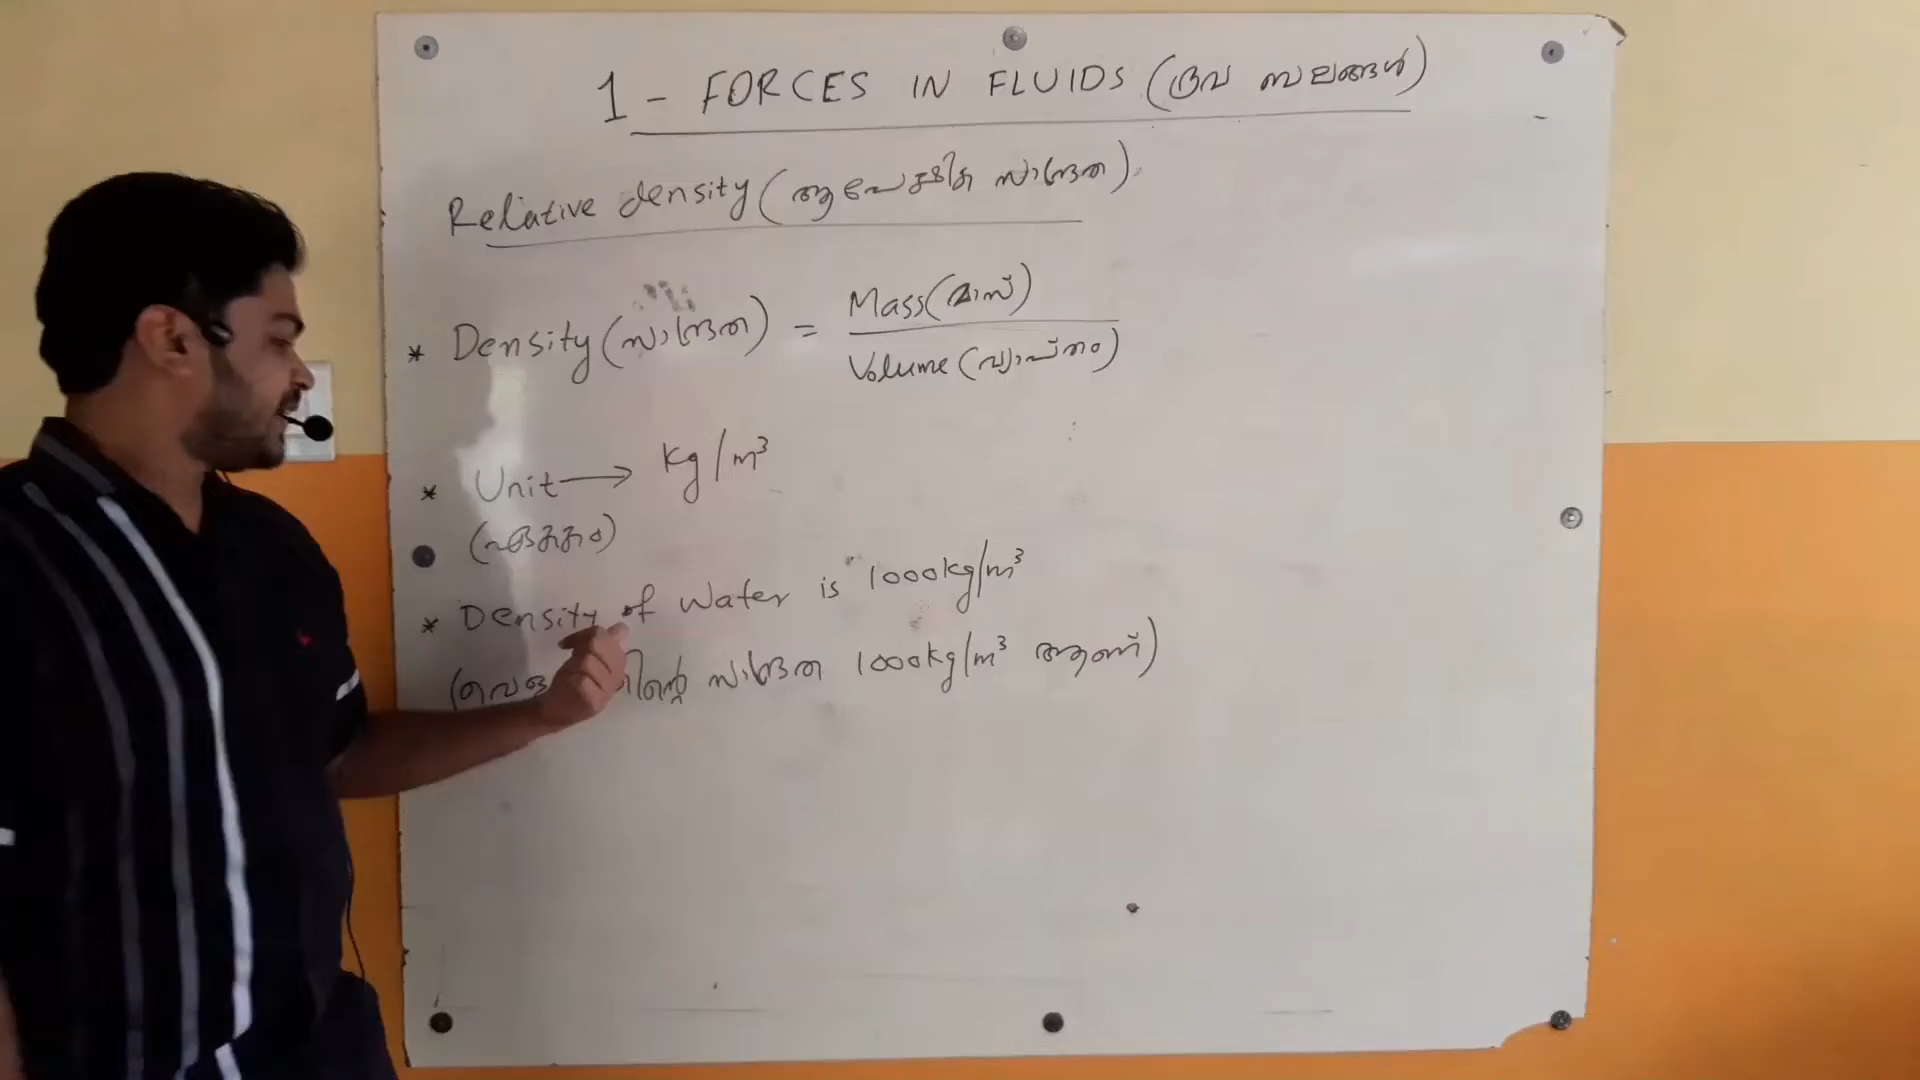 1 - FORCES IN FLUIDS (ദ്രവ ബലങ്ങൾ)
Relative density (ആപേക്ഷിക സാന്ദ്രത).
* Density (സാന്ദ്രത) = Mass (മാസ്)
Volume (വ്യാപ്തം)
* Unit → Kg/m³
(ഏകകം)
* Density of Water is 1000kg/m³
സാന്ദ്രത 1000kg/m³ ആണ്)